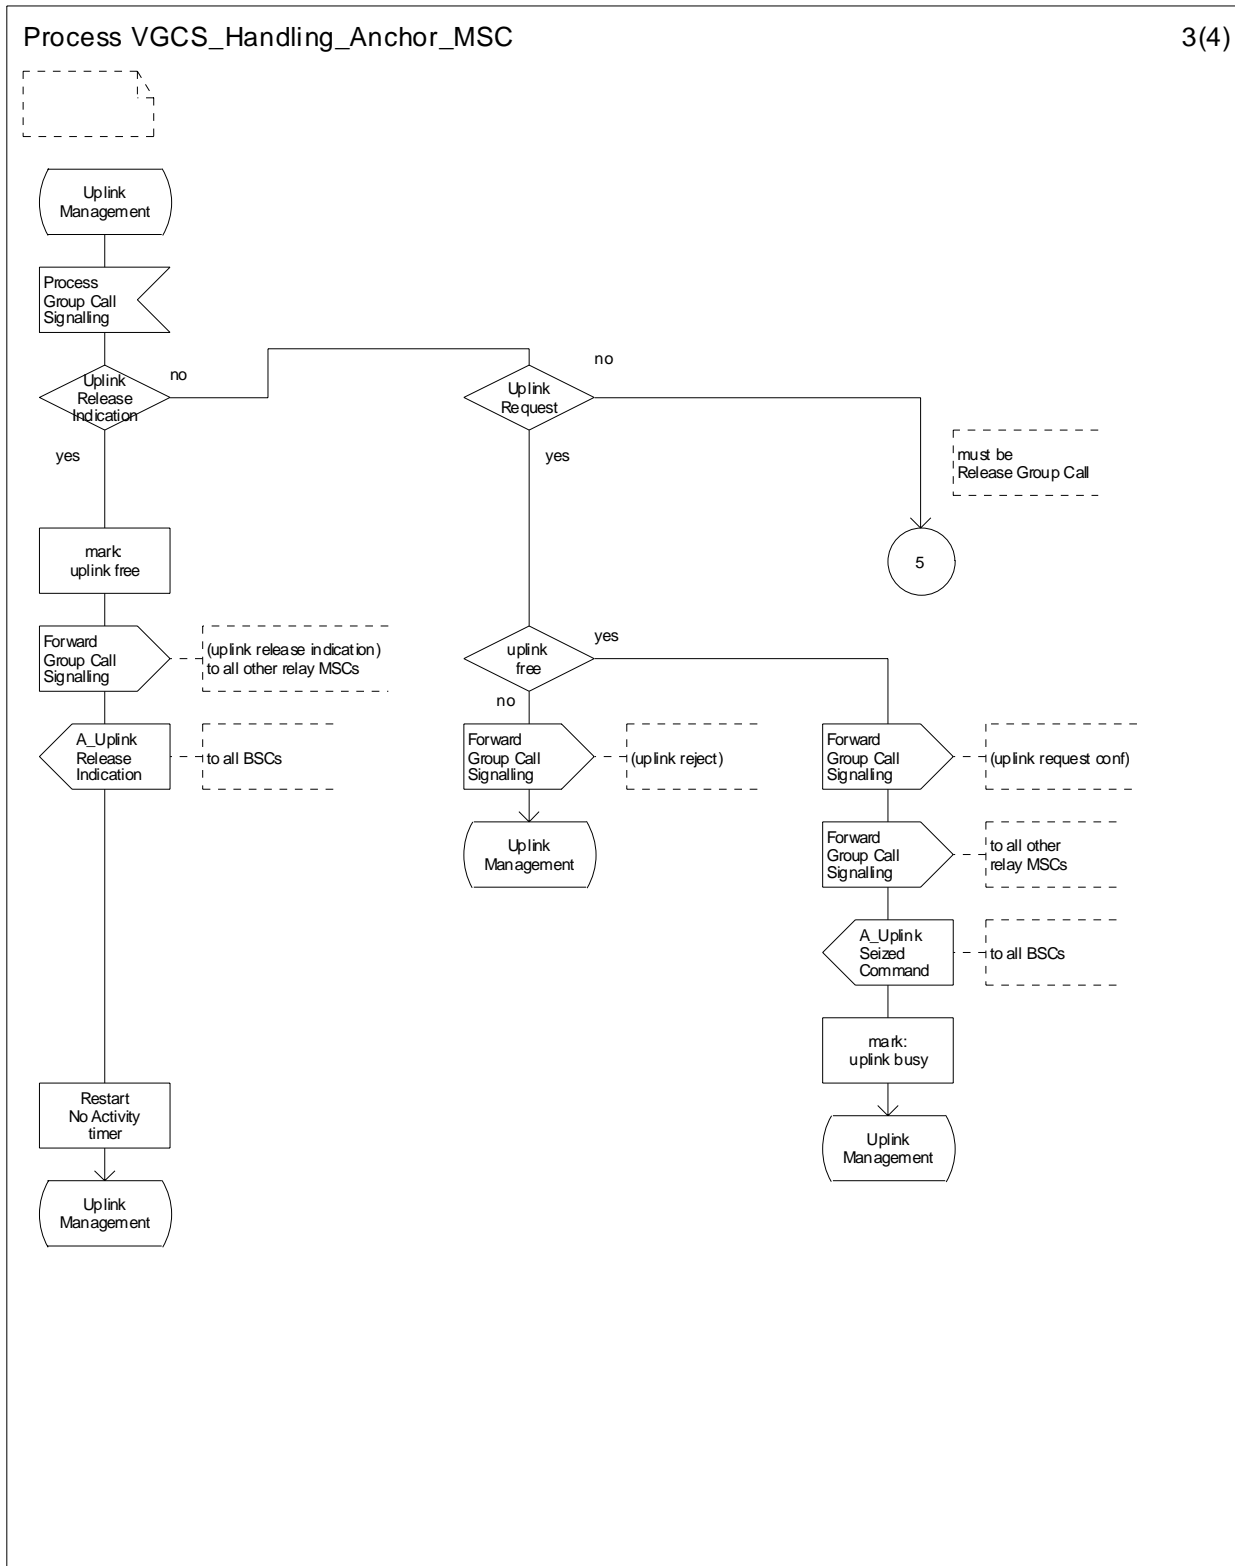 Process VGCS_Handling_Anchor_MSC
3(4)
Uplink
Management
Process
Group Call
Signalling
Uplink
Release
Indication
no
yes
Uplink
Request
no
yes
must be
Release Group Call
5
mark:
uplink free
Forward
Group Call
Signalling
(uplink release indication)
to all other relay MSCs
A_Uplink
Release
Indication
to all BSCs
uplink
free
yes
no
Forward
Group Call
Signalling
(uplink reject)
Uplink
Management
Forward
Group Call
Signalling
(uplink request conf)
Forward
Group Call
Signalling
to all other
relay MSCs
A_Uplink
Seized
Command
to all BSCs
mark:
uplink busy
Uplink
Management
Restart
No Activity
timer
Uplink
Management